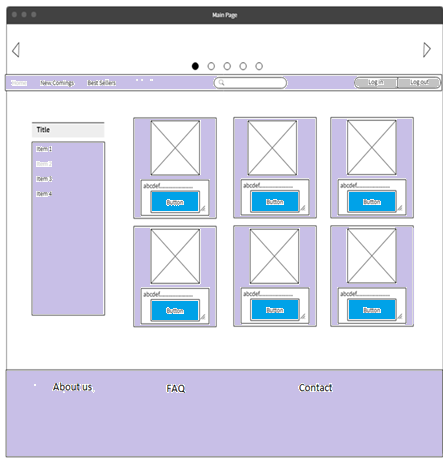 Main Page
Home New Comings Best Sellers Log in Log out
Title
Item 1
Item 2
Item 3
Item 4
abcdef
Button
abcdef
Button
abcdef
Button
abcdef
Button
abcdef
Button
abcdef
Button
About us FAQ Contact